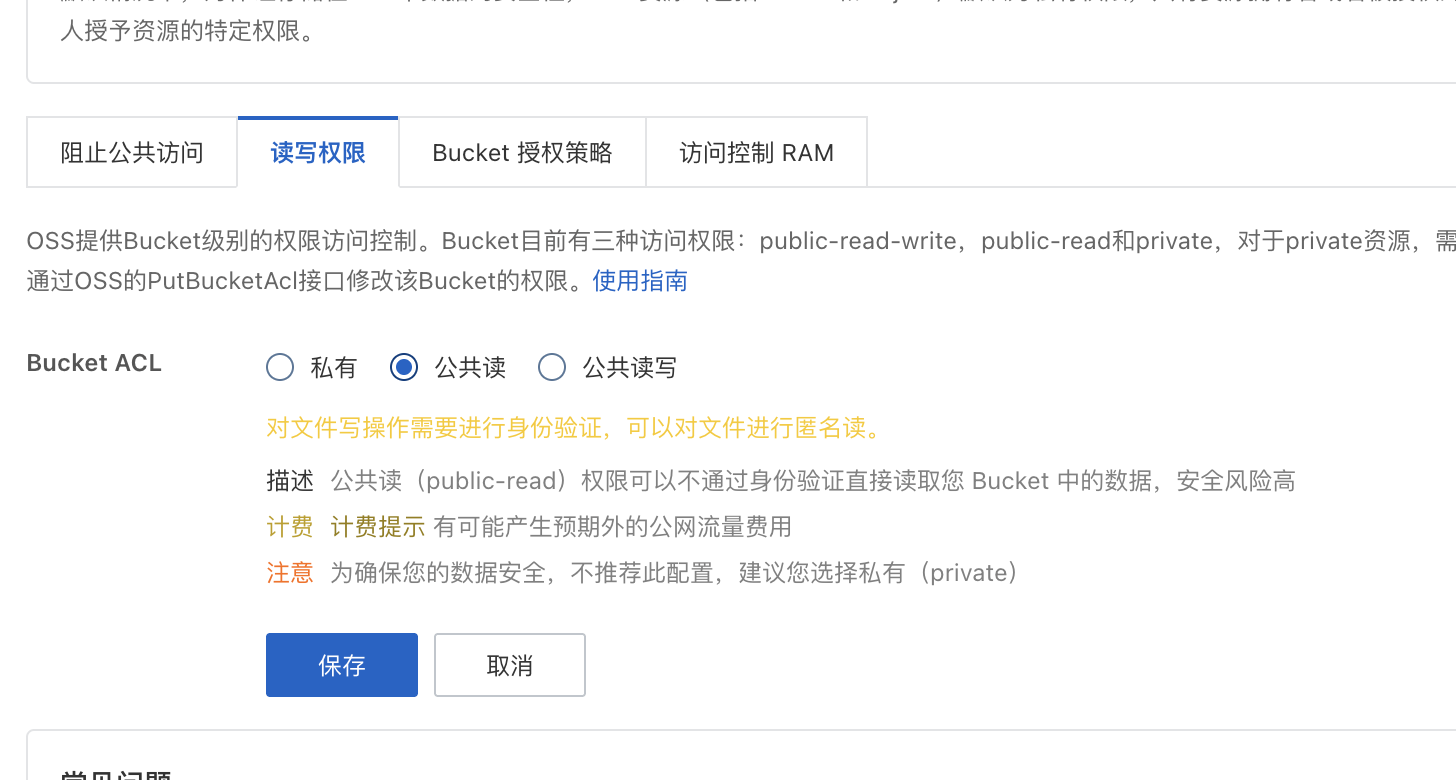 人授予资源的特定权限。
阻止公共访问
读写权限
Bucket 授权策略
访问控制 RAM
OSS提供Bucket级别的权限访问控制。Bucket目前有三种访问权限：public-read-write，public-read和private，对于private资源，需
通过OSS的PutBucketAcl接口修改该Bucket的权限。使用指南
Bucket ACL
私有
公共读
公共读写
对文件写操作需要进行身份验证，可以对文件进行匿名读。
描述 公共读（public-read）权限可以不通过身份验证直接读取您 Bucket 中的数据，安全风险高
计费 计费提示 有可能产生预期外的公网流量费用
注意 为确保您的数据安全，不推荐此配置，建议您选择私有（private）
保存
取消
常见问题